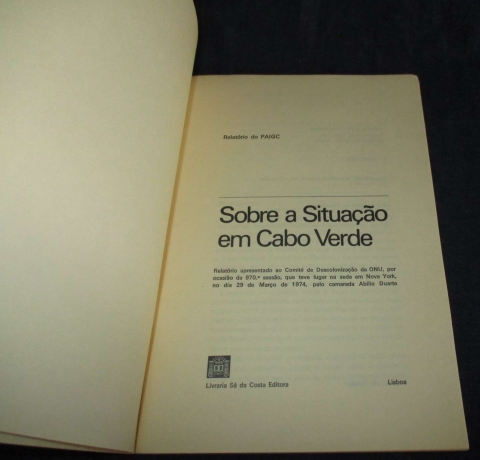 Relatório do PAIGC
Sobre a Situação
em Cabo Verde
Relatório apresentado ao Comité de Descolonização da ONU, por
ocasião da 970.ª sessão, que teve lugar na sede em Nova York,
no dia 29 de Março de 1974, pelo camarada Abílio Duarte
Livraria Sá da Costa Editora
Lisboa